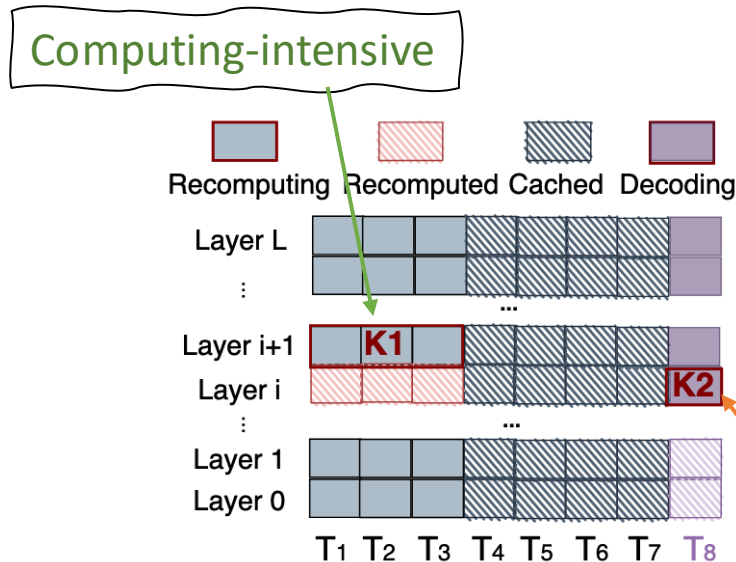 Computing-intensive
Recomputing Recomputed Cached Decoding
Layer L
...
...
Layer i+1 K1
Layer i K2
...
...
Layer 1
Layer 0
T1 T2 T3 T4 T5 T6 T7 T8